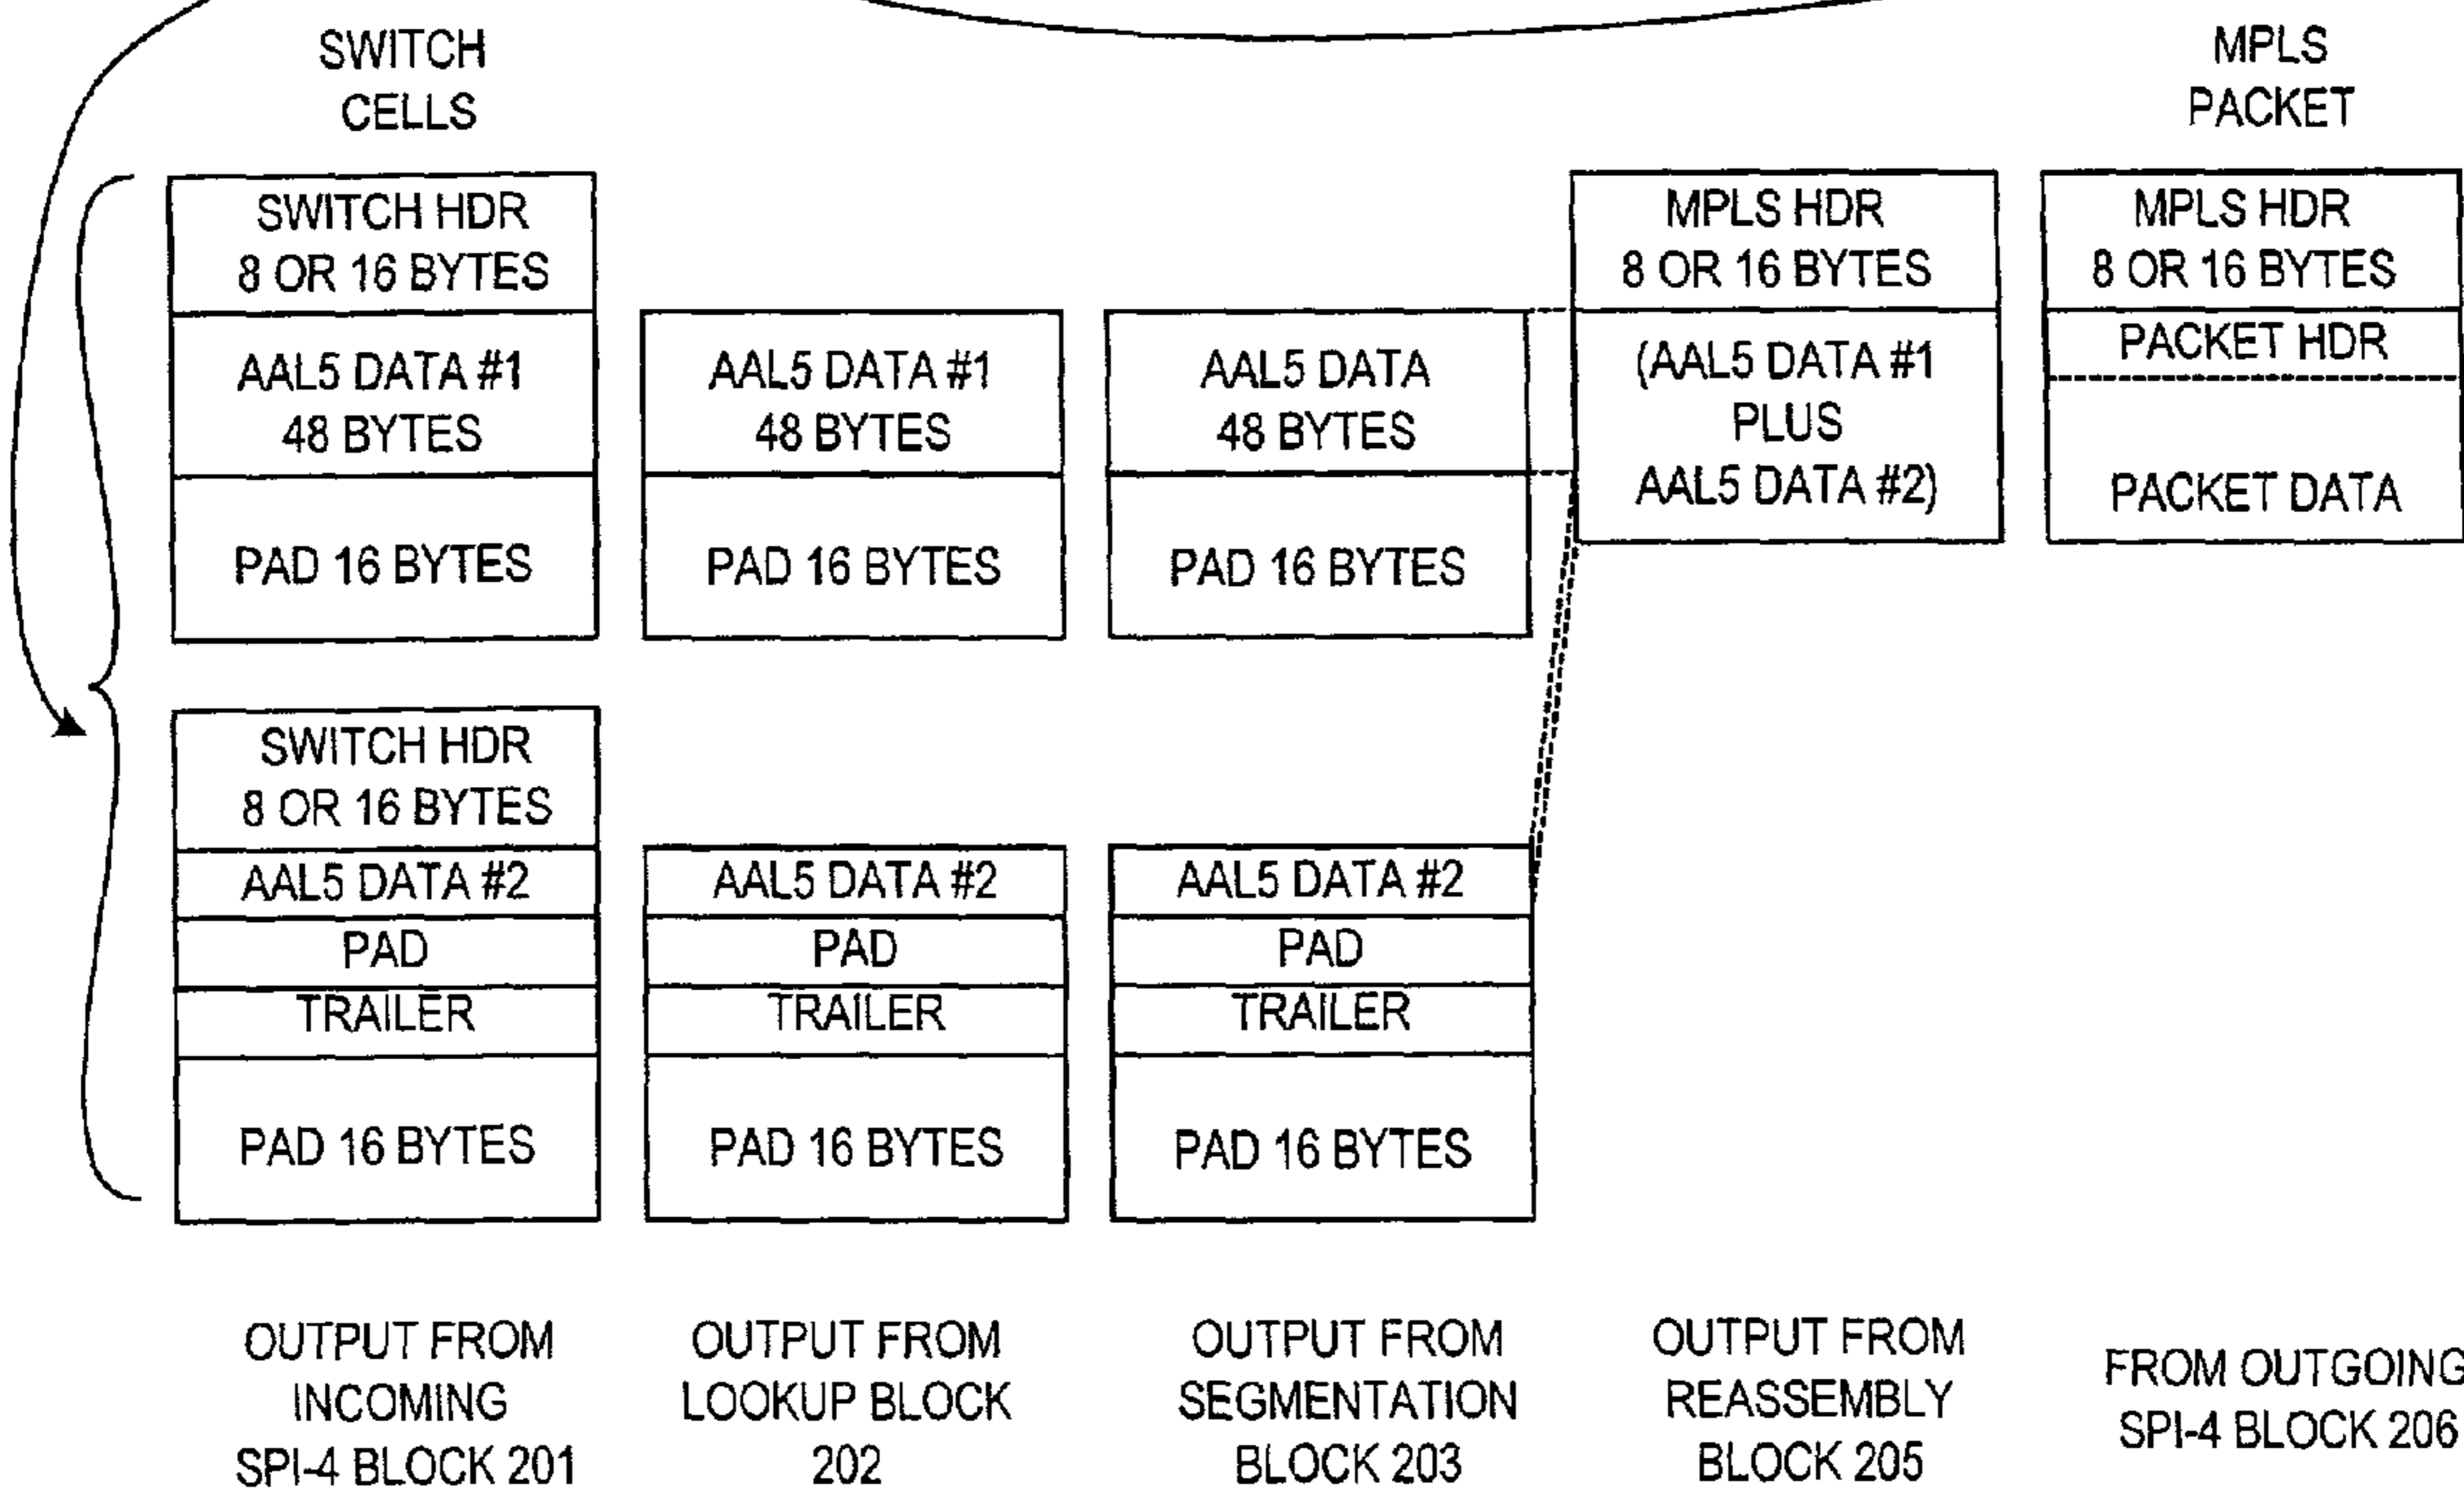 SWITCH
CELLS
SWITCH HDR
8 OR 16 BYTES
AAL5 DATA #1
48 BYTES
PAD 16 BYTES
SWITCH HDR
8 OR 16 BYTES
AAL5 DATA #2
PAD
TRAILER
PAD 16 BYTES
OUTPUT FROM
INCOMING
SPI-4 BLOCK 201
AAL5 DATA #1
48 BYTES
PAD 16 BYTES
AAL5 DATA #2
PAD
TRAILER
PAD 16 BYTES
OUTPUT FROM
LOOKUP BLOCK
202
AAL5 DATA
48 BYTES
PAD 16 BYTES
AAL5 DATA #2
PAD
TRAILER
PAD 16 BYTES
OUTPUT FROM
SEGMENTATION
BLOCK 203
MPLS HDR
8 OR 16 BYTES
(AAL5 DATA #1
PLUS
AAL5 DATA #2)
OUTPUT FROM
REASSEMBLY
BLOCK 205
MPLS
PACKET
MPLS HDR
8 OR 16 BYTES
PACKET HDR
PACKET DATA
FROM OUTGOING
SPI-4 BLOCK 206